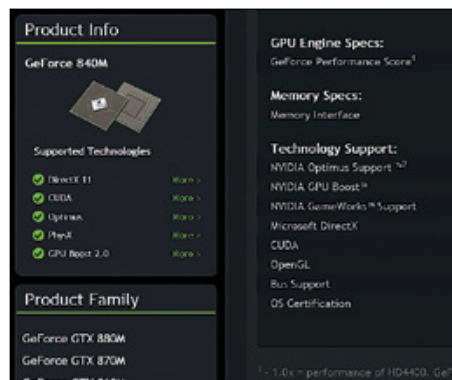 Product Info
GeForce 840M
Supported Technologies
DirectX 11 More >
CUDA More >
Optimus More >
PhysX More >
GPU Boost 2.0 More >
Product Family
GeForce GTX 880M
GeForce GTX 870M
GPU Engine Specs:
GeForce Performance Score¹
Memory Specs:
Memory Interface
Technology Support:
NVIDIA Optimus Support
NVIDIA GPU Boost™
NVIDIA GameWorks™ Support
Microsoft DirectX
CUDA
OpenGL
Bus Support
OS Certification
¹ - 1.0x = performance of HD4400.